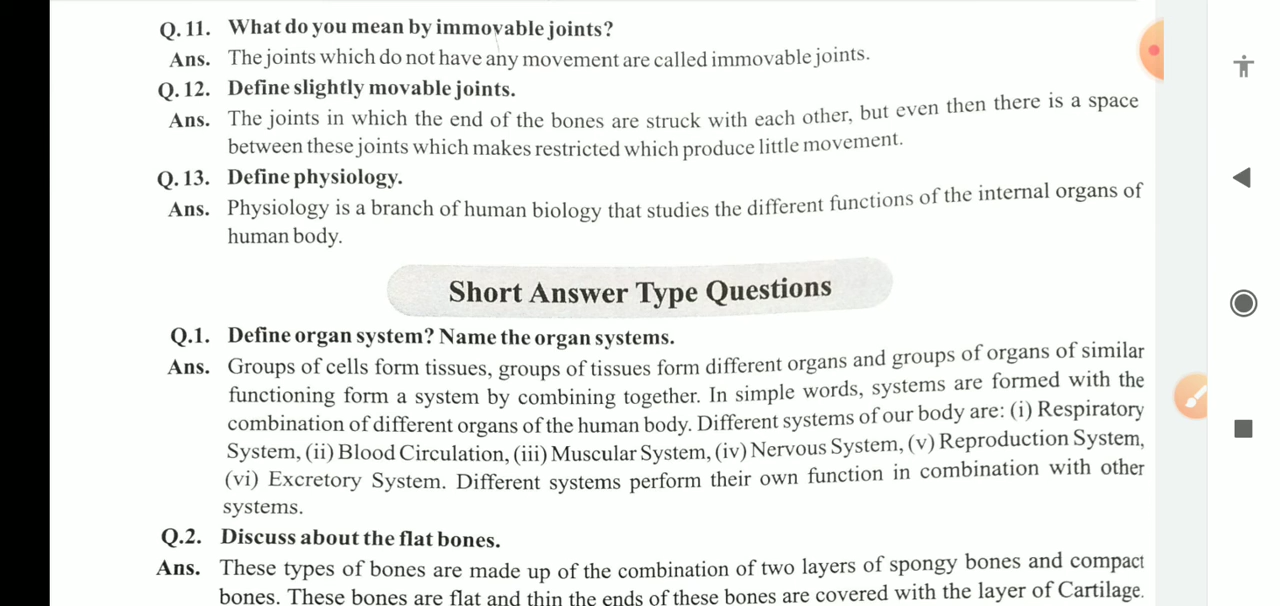 Q. 11. What do you mean by immovable joints?
Ans. The joints which do not have any movement are called immovable joints.
Q. 12. Define slightly movable joints.
Ans. The joints in which the end of the bones are struck with each other, but even then there is a space
between these joints which makes restricted which produce little movement.
Q. 13. Define physiology.
Ans. Physiology is a branch of human biology that studies the different functions of the internal organs of
human body.
Short Answer Type Questions
Q.1. Define organ system? Name the organ systems.
Ans. Groups of cells form tissues, groups of tissues form different organs and groups of organs of similar
functioning form a system by combining together. In simple words, systems are formed with the
combination of different organs of the human body. Different systems of our body are: (i) Respiratory
System, (ii) Blood Circulation, (iii) Muscular System, (iv) Nervous System, (v) Reproduction System,
(vi) Excretory System. Different systems perform their own function in combination with other
systems.
Q.2. Discuss about the flat bones.
Ans. These types of bones are made up of the combination of two layers of spongy bones and compact
bones. These bones are flat and thin the ends of these bones are covered with the layer of Cartilage.